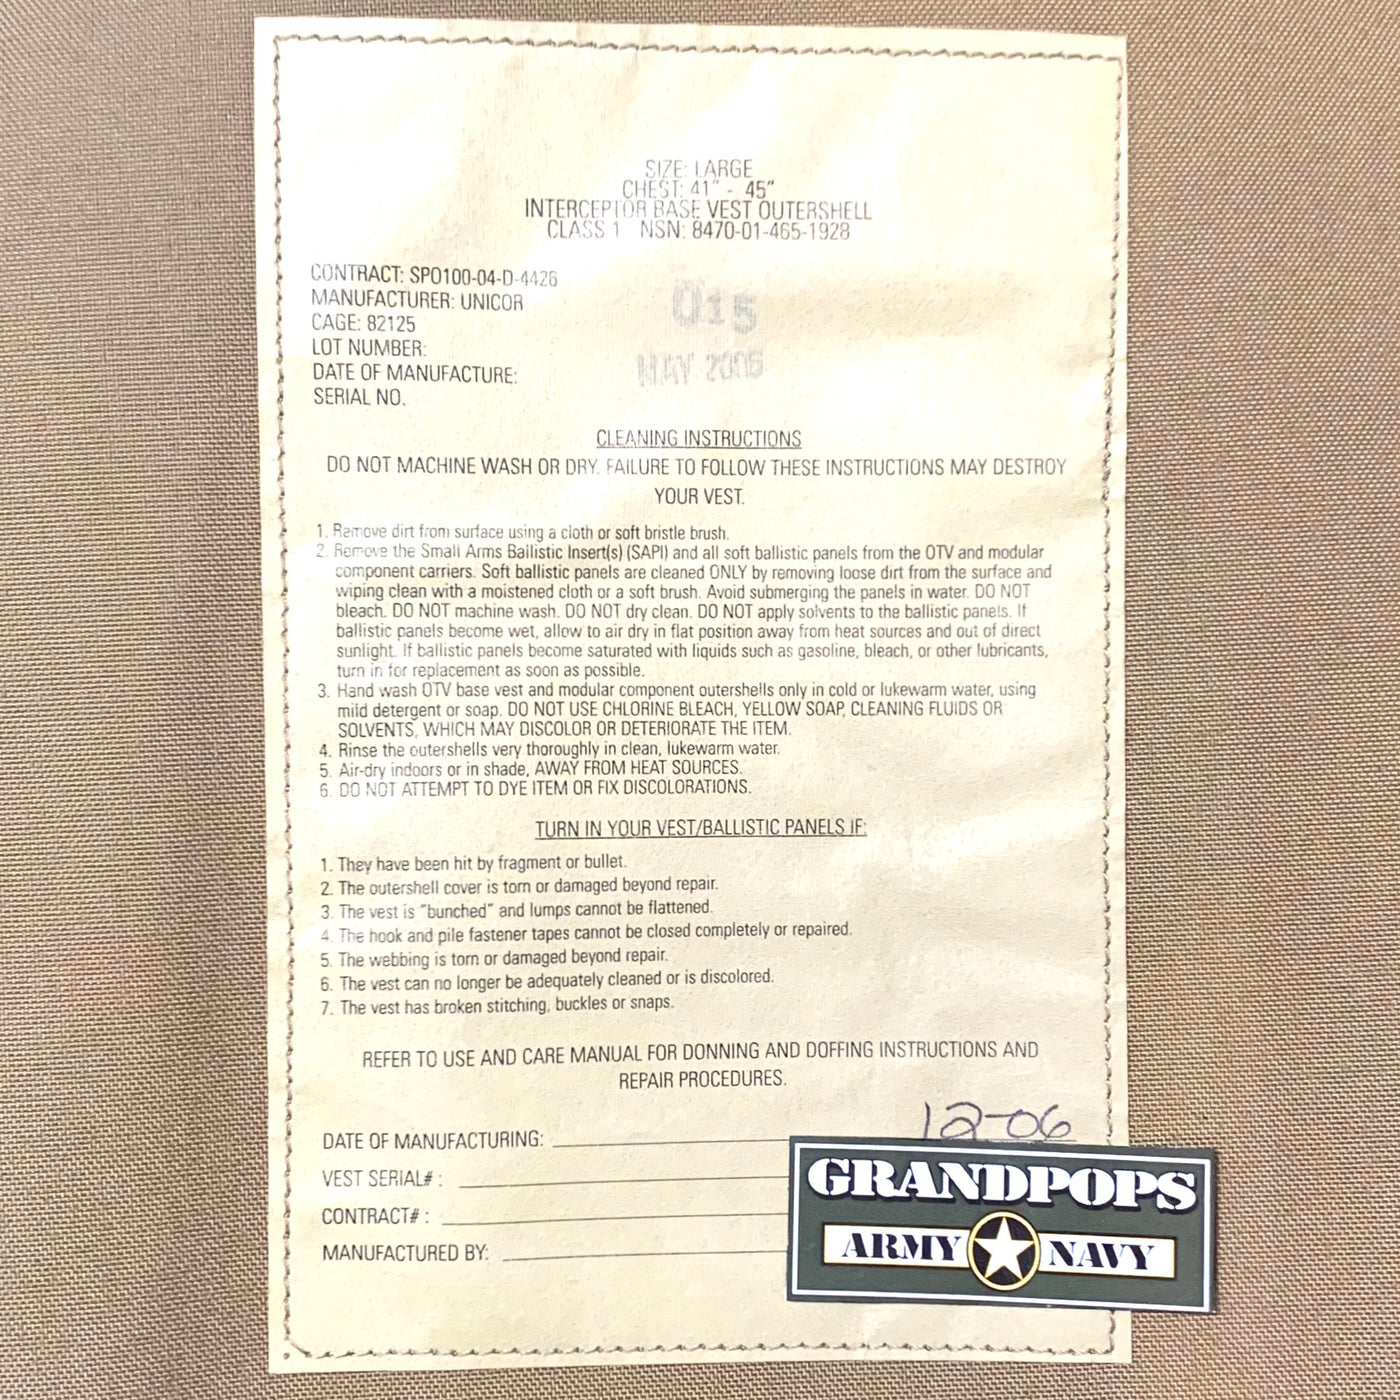 SIZE: LARGE
CHEST: 41" - 45"
INTERCEPTOR BASE VEST OUTERSHELL
CLASS 1 NSN: 8470-01-465-1928
CONTRACT: SPO100-04-D-4426
MANUFACTURER: UNICOR
CAGE: 82125
LOT NUMBER: 015
DATE OF MANUFACTURE: MAY 2005
SERIAL NO.
CLEANING INSTRUCTIONS
DO NOT MACHINE WASH OR DRY. FAILURE TO FOLLOW THESE INSTRUCTIONS MAY DESTROY
YOUR VEST.
1. Remove dirt from surface using a cloth or soft bristle brush.
2. Remove the Small Arms Ballistic Insert(s) (SAPI) and all soft ballistic panels from the OTV and modular
component carriers. Soft ballistic panels are cleaned ONLY by removing loose dirt from the surface and
wiping clean with a moistened cloth or a soft brush. Avoid submerging the panels in water. DO NOT
bleach. DO NOT machine wash. DO NOT dry clean. DO NOT apply solvents to the ballistic panels. If
ballistic panels become wet, allow to air dry in flat position away from heat sources and out of direct
sunlight. If ballistic panels become saturated with liquids such as gasoline, bleach, or other lubricants,
turn in for replacement as soon as possible.
3. Hand wash OTV base vest and modular component outershells only in cold or lukewarm water, using
mild detergent or soap. DO NOT USE CHLORINE BLEACH, YELLOW SOAP, CLEANING FLUIDS OR
SOLVENTS, WHICH MAY DISCOLOR OR DETERIORATE THE ITEM.
4. Rinse the outershells very thoroughly in clean, lukewarm water.
5. Air-dry indoors or in shade, AWAY FROM HEAT SOURCES.
6. DO NOT ATTEMPT TO DYE ITEM OR FIX DISCOLORATIONS.
TURN IN YOUR VEST/BALLISTIC PANELS IF:
1. They have been hit by fragment or bullet.
2. The outershell cover is torn or damaged beyond repair.
3. The vest is "bunched" and lumps cannot be flattened.
4. The hook and pile fastener tapes cannot be closed completely or repaired.
5. The webbing is torn or damaged beyond repair.
6. The vest can no longer be adequately cleaned or is discolored.
7. The vest has broken stitching, buckles or snaps.
REFER TO USE AND CARE MANUAL FOR DONNING AND DOFFING INSTRUCTIONS AND
REPAIR PROCEDURES.
DATE OF MANUFACTURING: 12-06
VEST SERIAL# :
CONTRACT# :
MANUFACTURED BY:
GRANDPOPS
ARMY NAVY